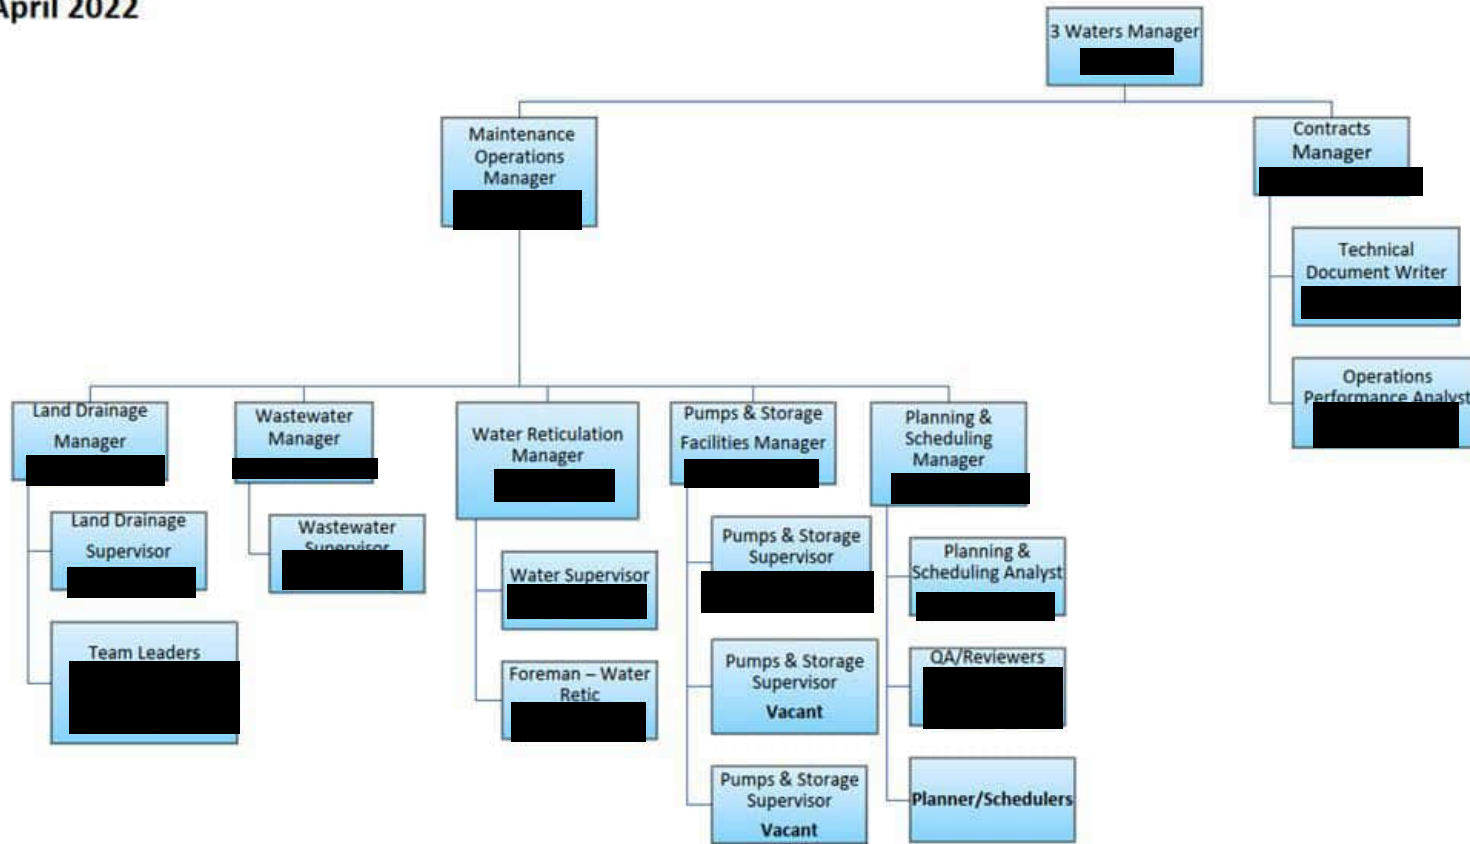 April 2022
3 Waters Manager
Maintenance
Operations
Manager
Contracts
Manager
Technical
Document Writer
Operations
Performance Analyst
Land Drainage
Manager
Land Drainage
Supervisor
Team Leaders
Wastewater
Manager
Wastewater
Supervisor
Water Reticulation
Manager
Water Supervisor
Foreman – Water
Retic
Pumps & Storage
Facilities Manager
Pumps & Storage
Supervisor
Pumps & Storage
Supervisor
Vacant
Pumps & Storage
Supervisor
Vacant
Planning &
Scheduling
Manager
Planning &
Scheduling Analyst
QA/Reviewers
Planner/Schedulers